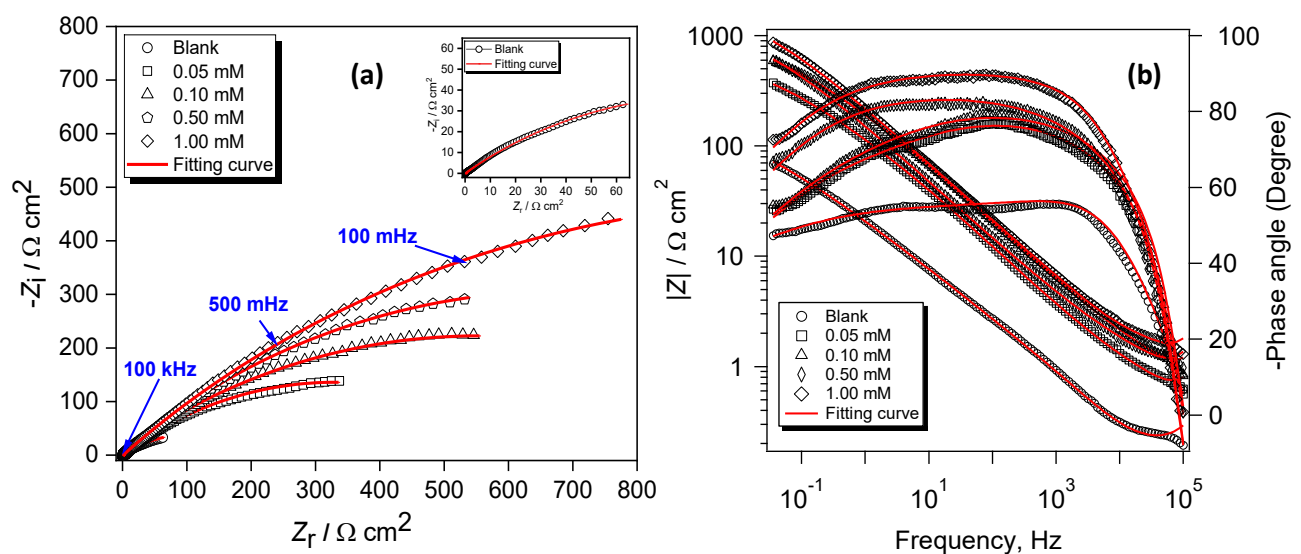 800
700
600
500
400
300
200
100
0
-Zi / Ω cm2
0 100 200 300 400 500 600 700 800
Zr / Ω cm2
Blank
0.05 mM
0.10 mM
0.50 mM
1.00 mM
Fitting curve
(a)
100 mHz
500 mHz
100 kHz
60
50
40
30
20
10
0
-Zi / Ω cm2
0 10 20 30 40 50 60
Zr / Ω cm2
Blank
Fitting curve
1000
100
10
1
|Z| / Ω cm2
(b)
Blank
0.05 mM
0.10 mM
0.50 mM
1.00 mM
Fitting curve
10-1 101 103 105
Frequency, Hz
100
80
60
40
20
0
-Phase angle (Degree)